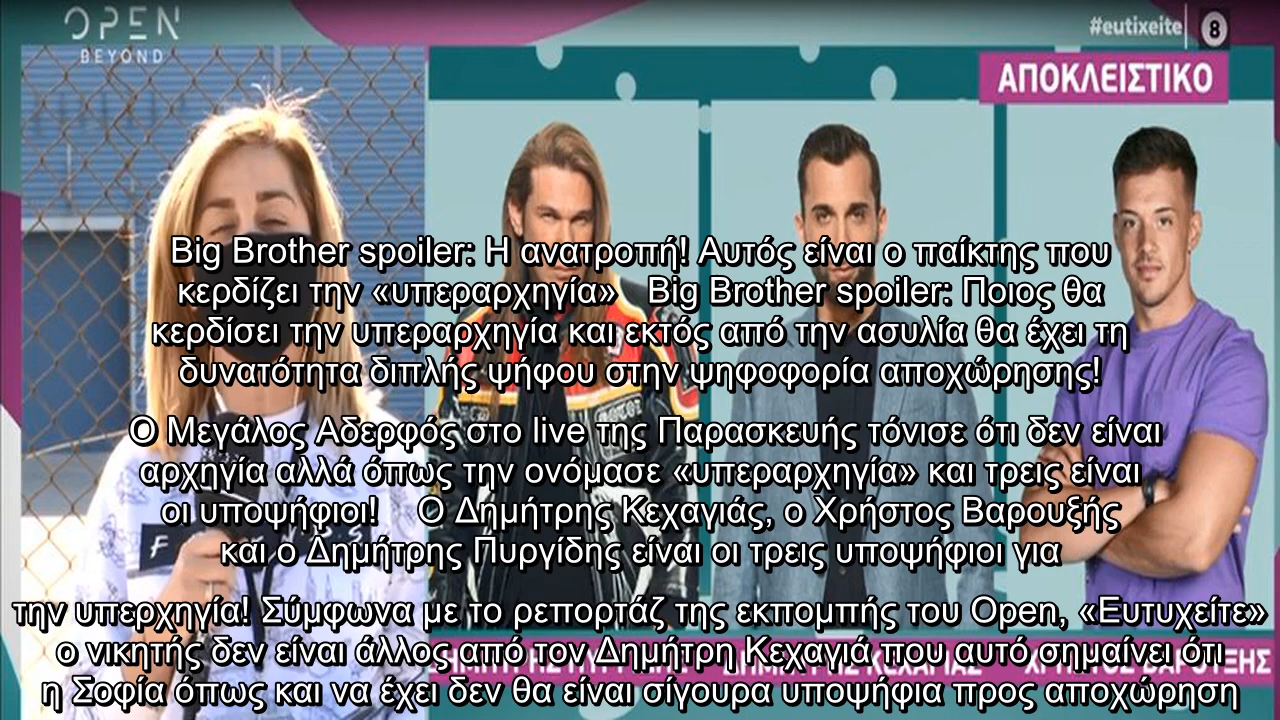 OPEN
BEYOND
#eutixeite 8
ΑΠΟΚΛΕΙΣΤΙΚΟ
Big Brother spoiler: Η ανατροπή! Αυτός είναι ο παίκτης που
κερδίζει την «υπεραρχηγία» Big Brother spoiler: Ποιος θα
κερδίσει την υπεραρχηγία και εκτός από την ασυλία θα έχει τη
δυνατότητα διπλής ψήφου στην ψηφοφορία αποχώρησης!
Ο Μεγάλος Αδερφός στο live της Παρασκευής τόνισε ότι δεν είναι
αρχηγία αλλά όπως την ονόμασε «υπεραρχηγία» και τρεις είναι
οι υποψήφιοι! Ο Δημήτρης Κεχαγιάς, ο Χρήστος Βαρουξής
και ο Δημήτρης Πυργίδης είναι οι τρεις υποψήφιοι για
την υπερχηγία! Σύμφωνα με το ρεπορτάζ της εκπομπής του Open, «Ευτυχείτε»
ο νικητής δεν είναι άλλος από τον Δημήτρη Κεχαγιά που αυτό σημαίνει ότι
η Σοφία όπως και να έχει δεν θα είναι σίγουρα υποψήφια προς αποχώρηση